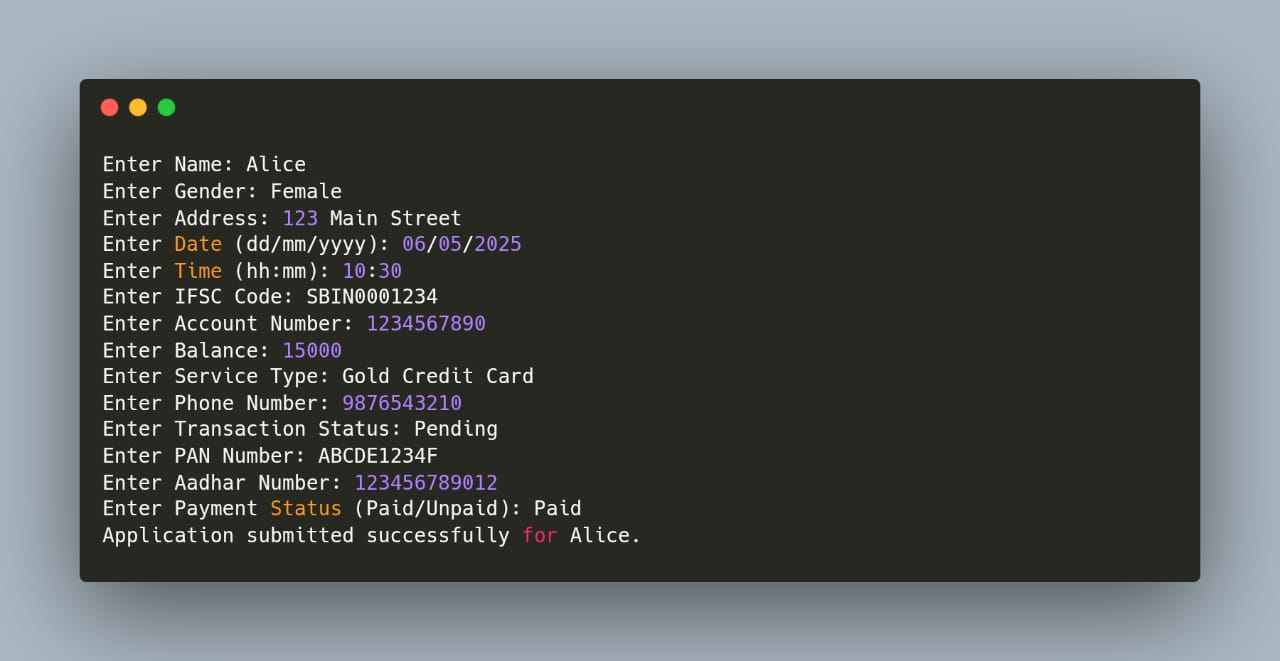 Enter Name: Alice
Enter Gender: Female
Enter Address: 123 Main Street
Enter Date (dd/mm/yyyy): 06/05/2025
Enter Time (hh:mm): 10:30
Enter IFSC Code: SBIN0001234
Enter Account Number: 1234567890
Enter Balance: 15000
Enter Service Type: Gold Credit Card
Enter Phone Number: 9876543210
Enter Transaction Status: Pending
Enter PAN Number: ABCDE1234F
Enter Aadhar Number: 123456789012
Enter Payment Status (Paid/Unpaid): Paid
Application submitted successfully for Alice.